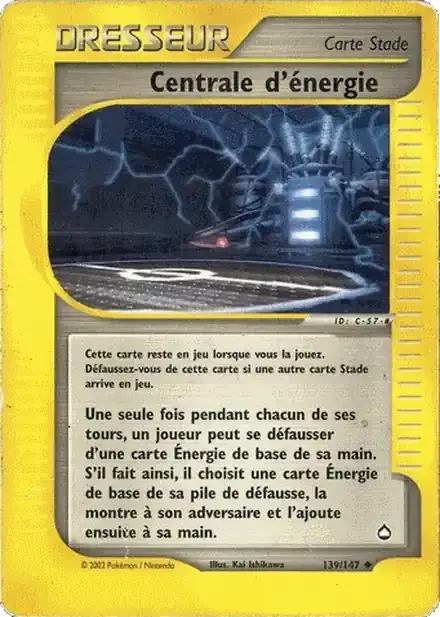 DRESSEUR
Carte Stade
Centrale d'énergie
ID: C-57-#
Cette carte reste en jeu lorsque vous la jouez.
Défaussez-vous de cette carte si une autre carte Stade
arrive en jeu.
Une seule fois pendant chacun de ses
tours, un joueur peut se défausser
d'une carte Énergie de base de sa main.
S'il fait ainsi, il choisit une carte Énergie
de base de sa pile de défausse, la
montre à son adversaire et l'ajoute
ensuite à sa main.
© 2002 Pokémon / Nintendo
Illus. Kai Ishikawa
139/147